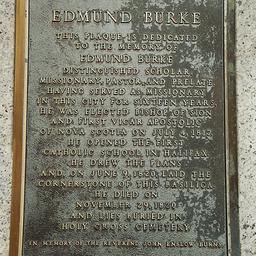 EDMUND BURKE
THIS PLAQUE IS DEDICATED
TO THE MEMORY OF
EDMUND BURKE
DISTINGUISHED SCHOLAR
MISSIONARY, PASTOR AND PRELATE
HAVING SERVED AS MISSIONARY
IN THIS CITY FOR SIXTEEN YEARS
HE WAS ELECTED BISHOP OF SION
AND FIRST VICAR APOSTOLIC
OF NOVA SCOTIA ON JULY 4, 1817
HE OPENED THE FIRST
CATHOLIC SCHOOL IN HALIFAX
HE DREW THE PLANS
AND, ON JUNE 9, 1820, LAID THE
CORNERSTONE OF THIS BASILICA
HE DIED ON
NOVEMBER 29, 1820
AND LIES BURIED IN
HOLY CROSS CEMETERY
IN MEMORY OF THE REVEREND JOHN ENSLOW BURNS